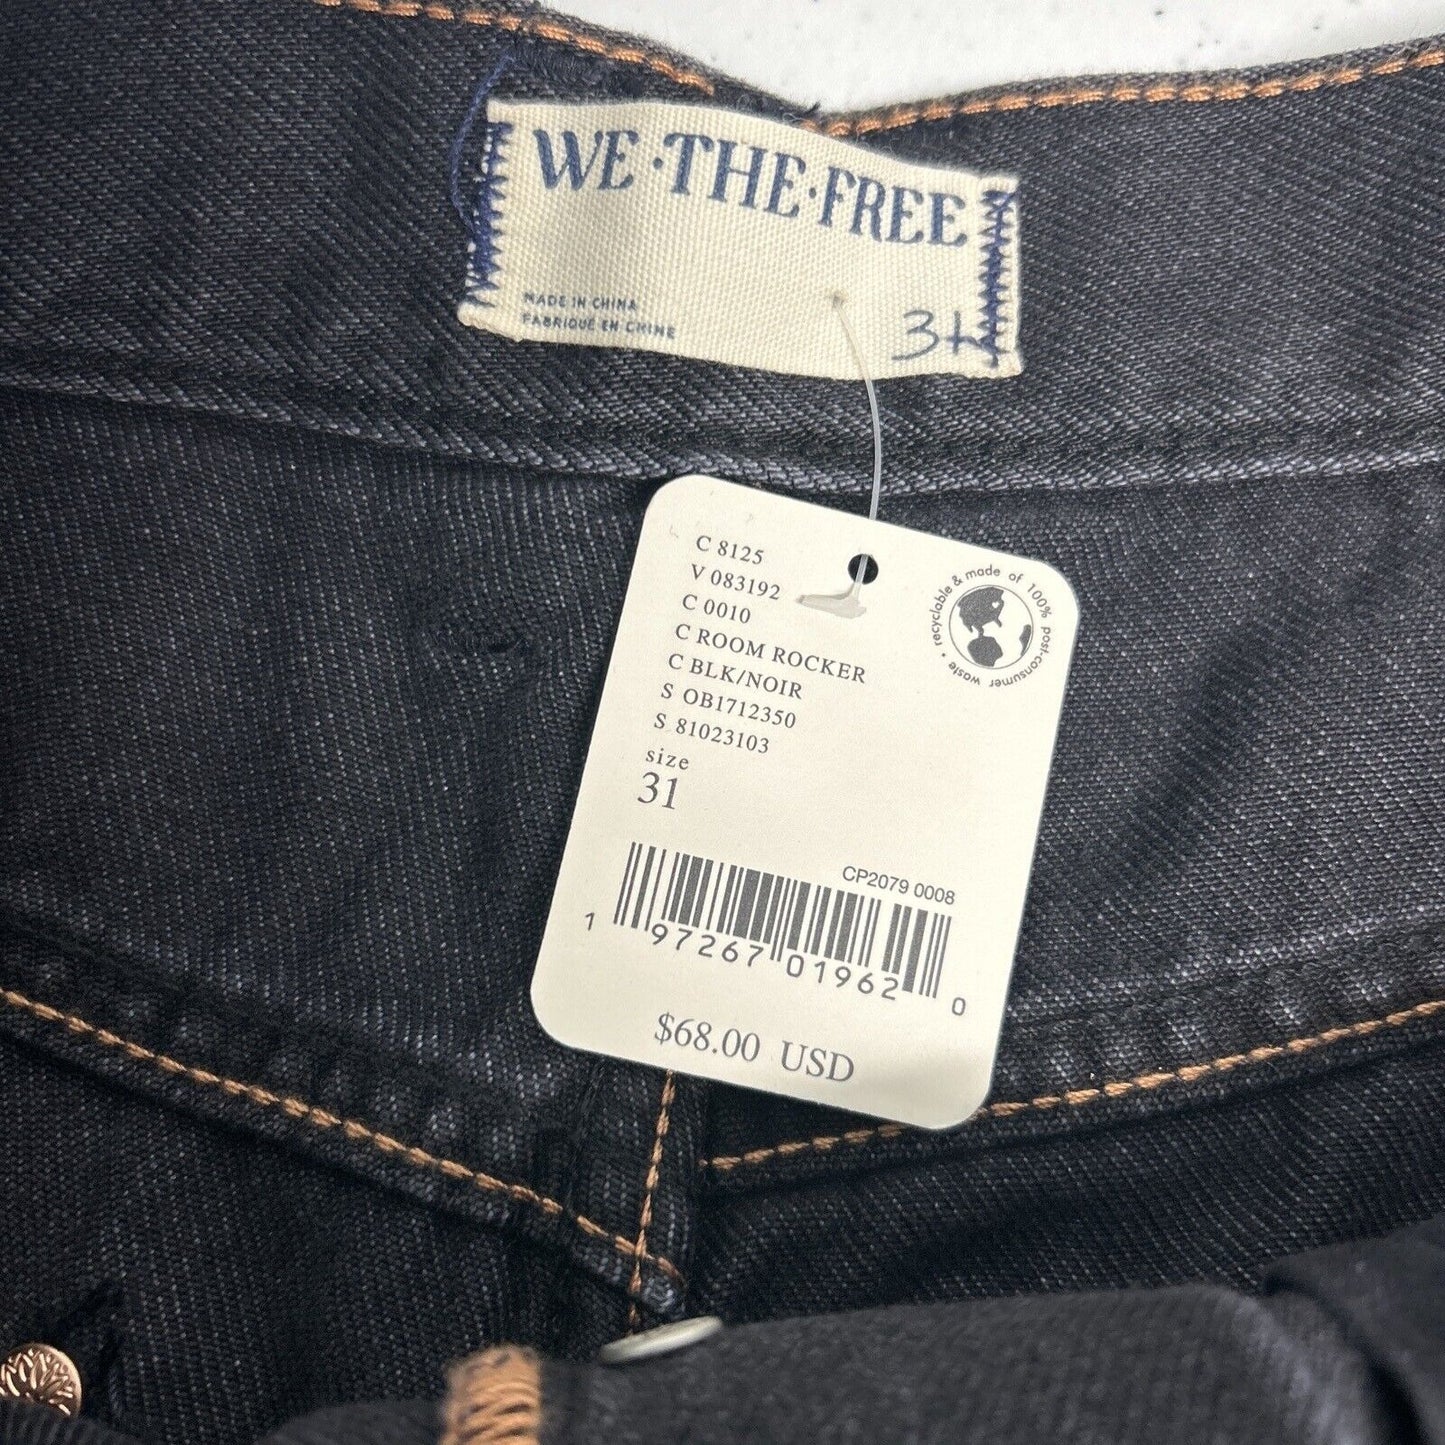 WE·THE·FREE
MADE IN CHINA
FABRIQUÉ EN CHINE
31
C 8125
V 083192
C 0010
C ROOM ROCKER
C BLK/NOIR
S OB1712350
S 81023103
size
31
recyclable & made of 100% post-consumer waste •
CP2079 0008
1 97267 01962 0
$68.00 USD